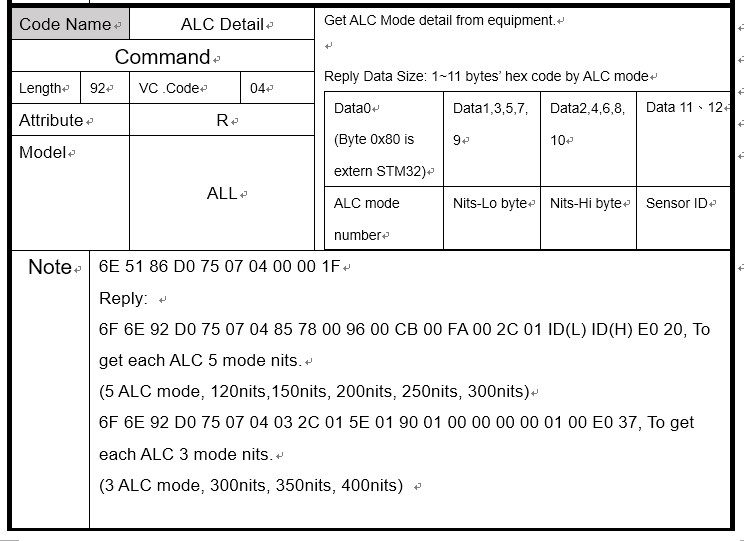 Code Name ALC Detail
Command
Length 92 VC .Code 04
Attribute R
Model ALL
Get ALC Mode detail from equipment.
Reply Data Size: 1~11 bytes’ hex code by ALC mode
Data0 Data1,3,5,7, Data2,4,6,8, Data 11、12
(Byte 0x80 is 9 10
extern STM32)
ALC mode Nits-Lo byte Nits-Hi byte Sensor ID
number
Note
6E 51 86 D0 75 07 04 00 00 1F
Reply:
6F 6E 92 D0 75 07 04 85 78 00 96 00 CB 00 FA 00 2C 01 ID(L) ID(H) E0 20, To
get each ALC 5 mode nits.
(5 ALC mode, 120nits,150nits, 200nits, 250nits, 300nits)
6F 6E 92 D0 75 07 04 03 2C 01 5E 01 90 01 00 00 00 00 01 00 E0 37, To get
each ALC 3 mode nits.
(3 ALC mode, 300nits, 350nits, 400nits)